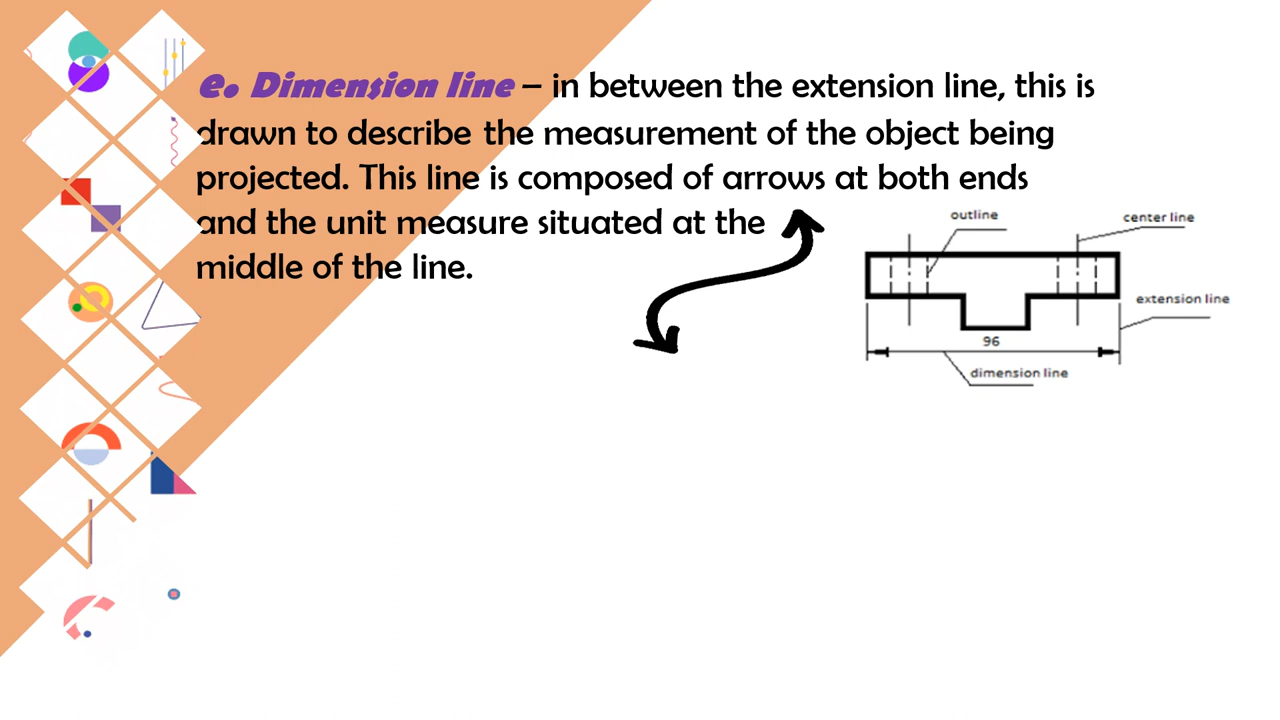 e. Dimension line – in between the extension line, this is
drawn to describe the measurement of the object being
projected. This line is composed of arrows at both ends
and the unit measure situated at the
middle of the line.
outline
center line
extension line
96
dimension line